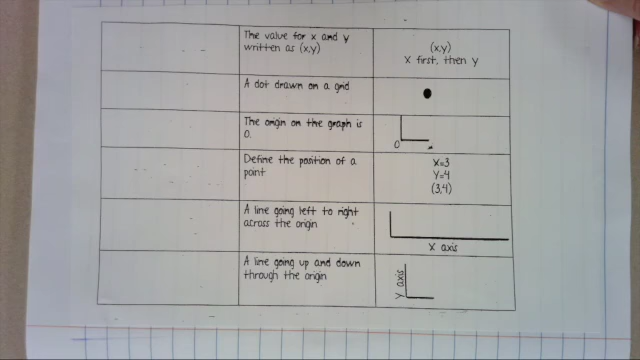 The value for x and y
written as (x,y)
(x,y)
X first, then y
A dot drawn on a grid
The origin on the graph is
0.
0
Define the position of a
point
X=3
Y=4
(3,4)
A line going left to right
across the origin
X axis
A line going up and down
through the origin
Y axis